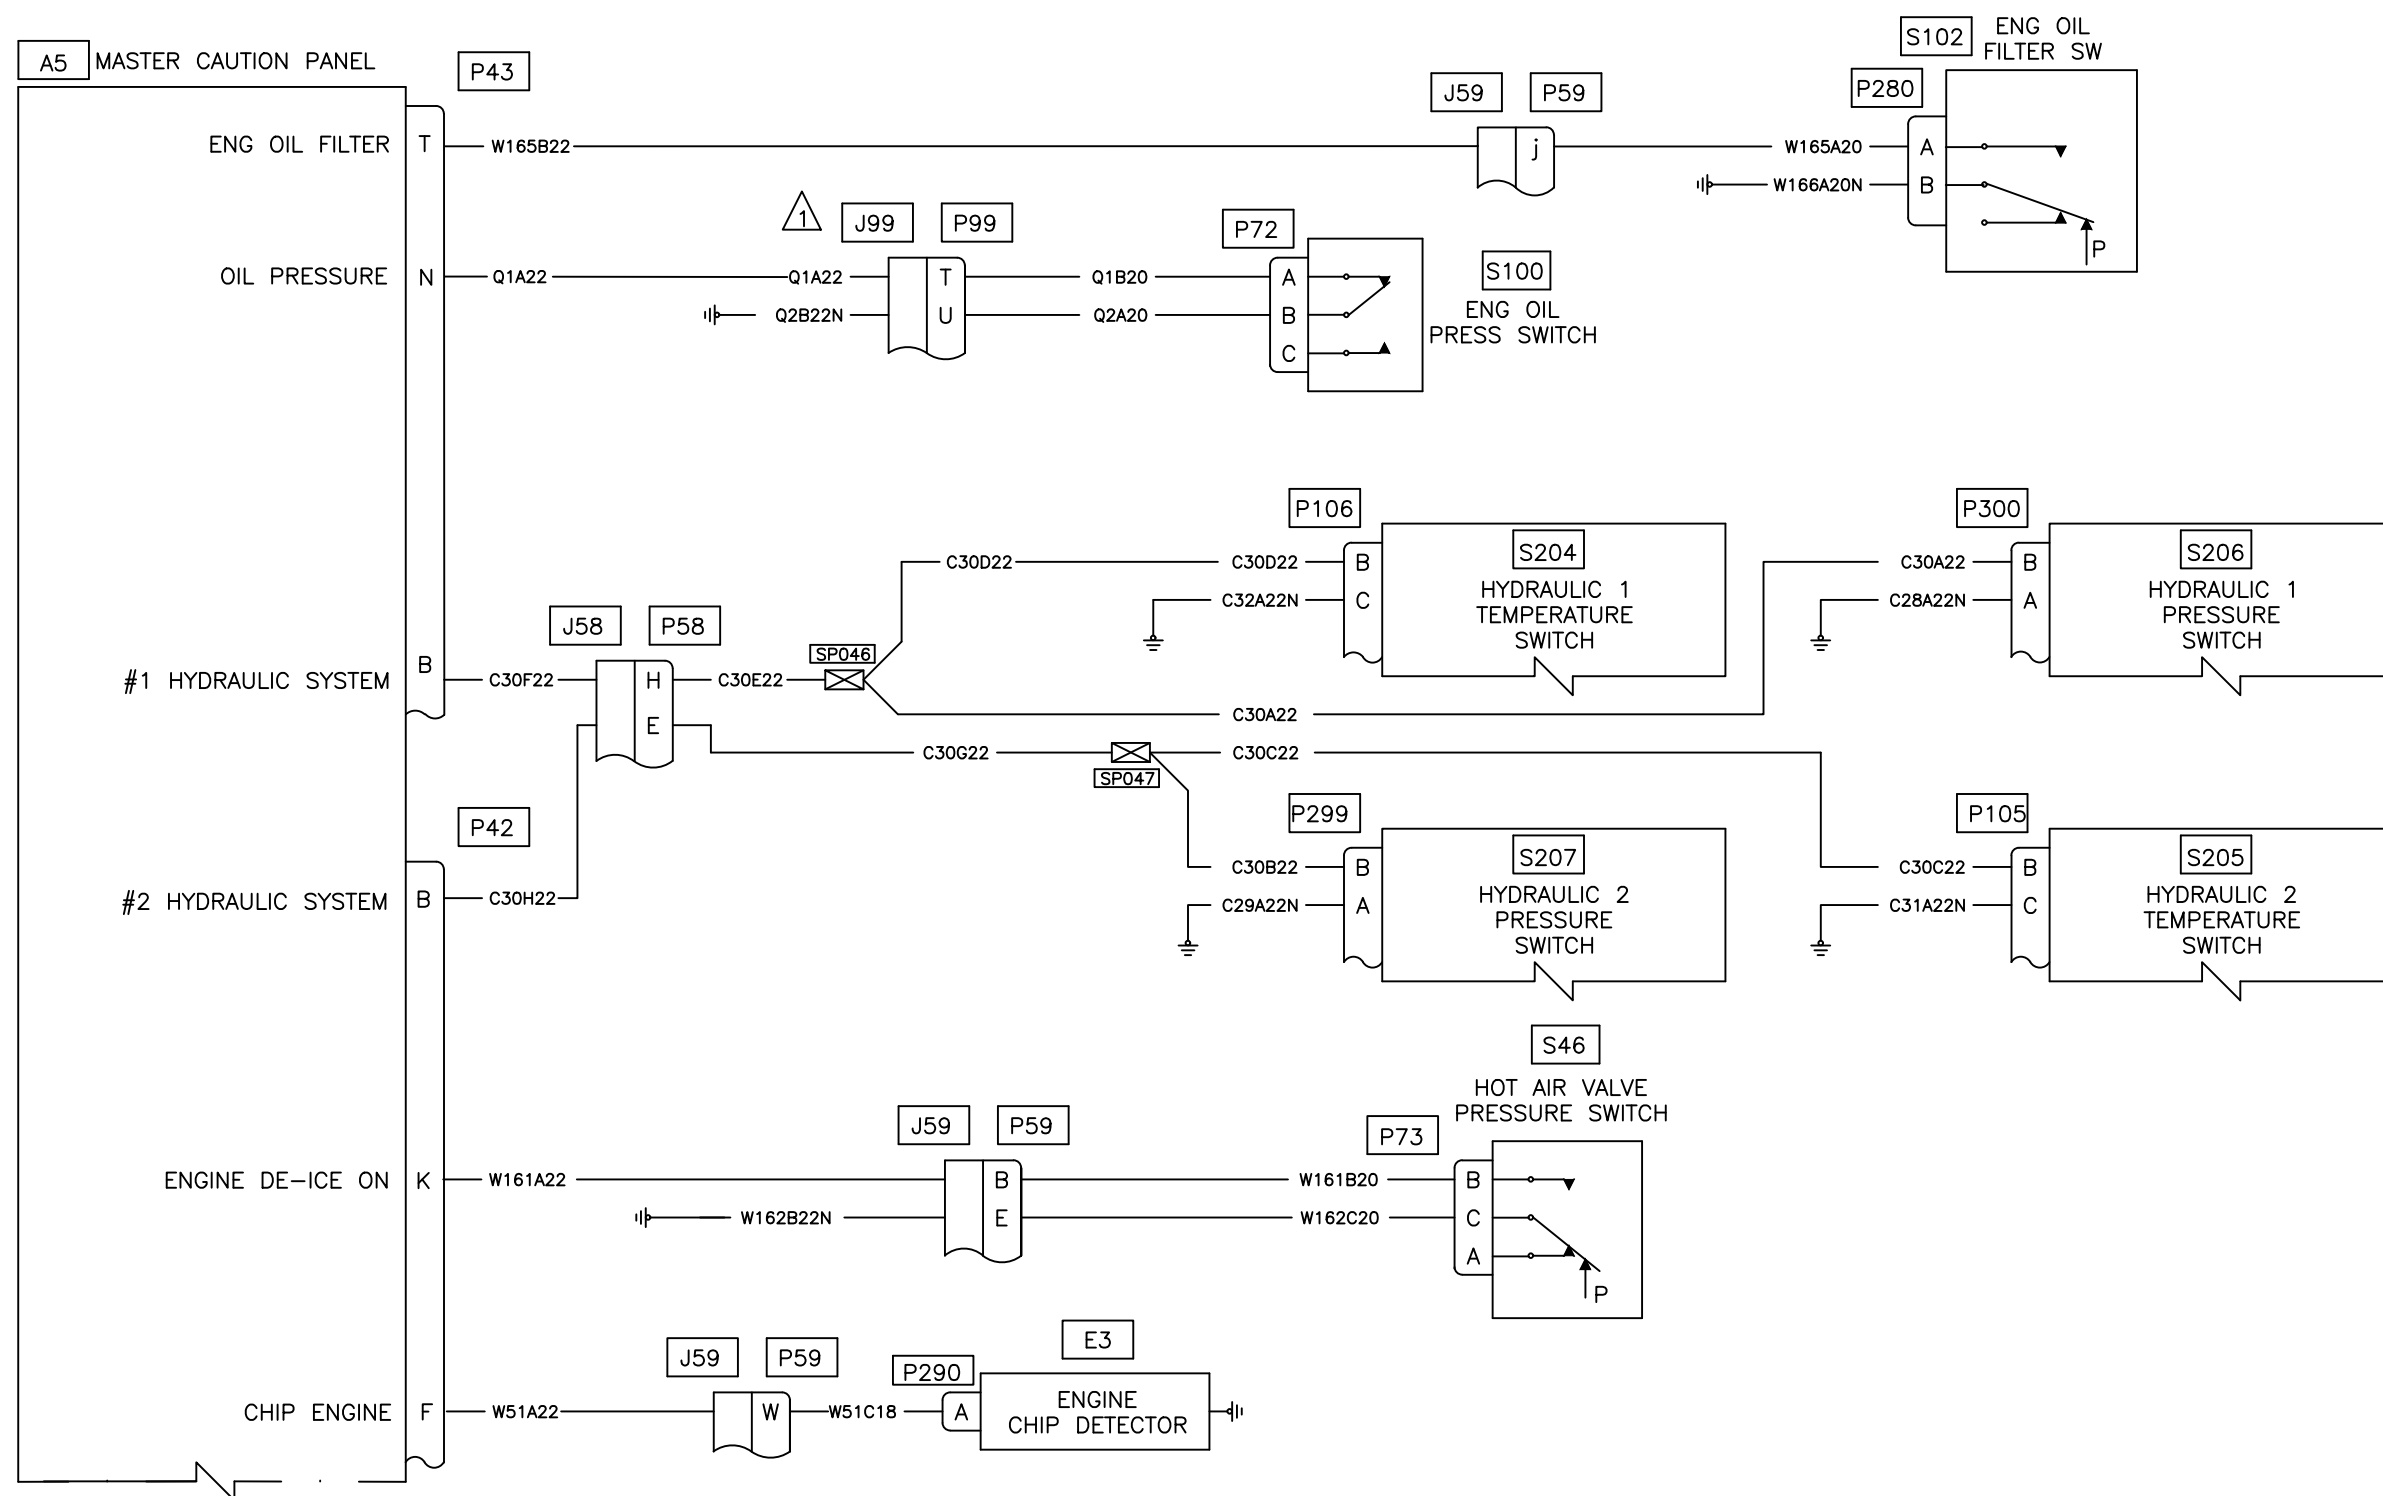 A5 MASTER CAUTION PANEL
P43
S102 ENG OIL
FILTER SW
P280
J59 P59
ENG OIL FILTER T W165B22 j W165A20 A
W166A20N B
P
1 J99 P99 P72
OIL PRESSURE N Q1A22 Q1A22 T Q1B20 A
Q2B22N U Q2A20 B
C
S100
ENG OIL
PRESS SWITCH
P106 P300
C30D22 C30D22 B
C32A22N C
S204
HYDRAULIC 1
TEMPERATURE
SWITCH
C30A22 B
C28A22N A
S206
HYDRAULIC 1
PRESSURE
SWITCH
J58 P58
SP046
#1 HYDRAULIC SYSTEM B C30F22 H C30E22
C30A22
E
C30G22 C30C22
SP047
P42 P299 P105
#2 HYDRAULIC SYSTEM B C30H22
C30B22 B
C29A22N A
S207
HYDRAULIC 2
PRESSURE
SWITCH
C30C22 B
C31A22N C
S205
HYDRAULIC 2
TEMPERATURE
SWITCH
S46
HOT AIR VALVE
PRESSURE SWITCH
J59 P59 P73
ENGINE DE-ICE ON K W161A22 B W161B20 B
W162B22N E W162C20 C
A
P
J59 P59 P290 E3
CHIP ENGINE F W51A22 W W51C18 A
ENGINE
CHIP DETECTOR